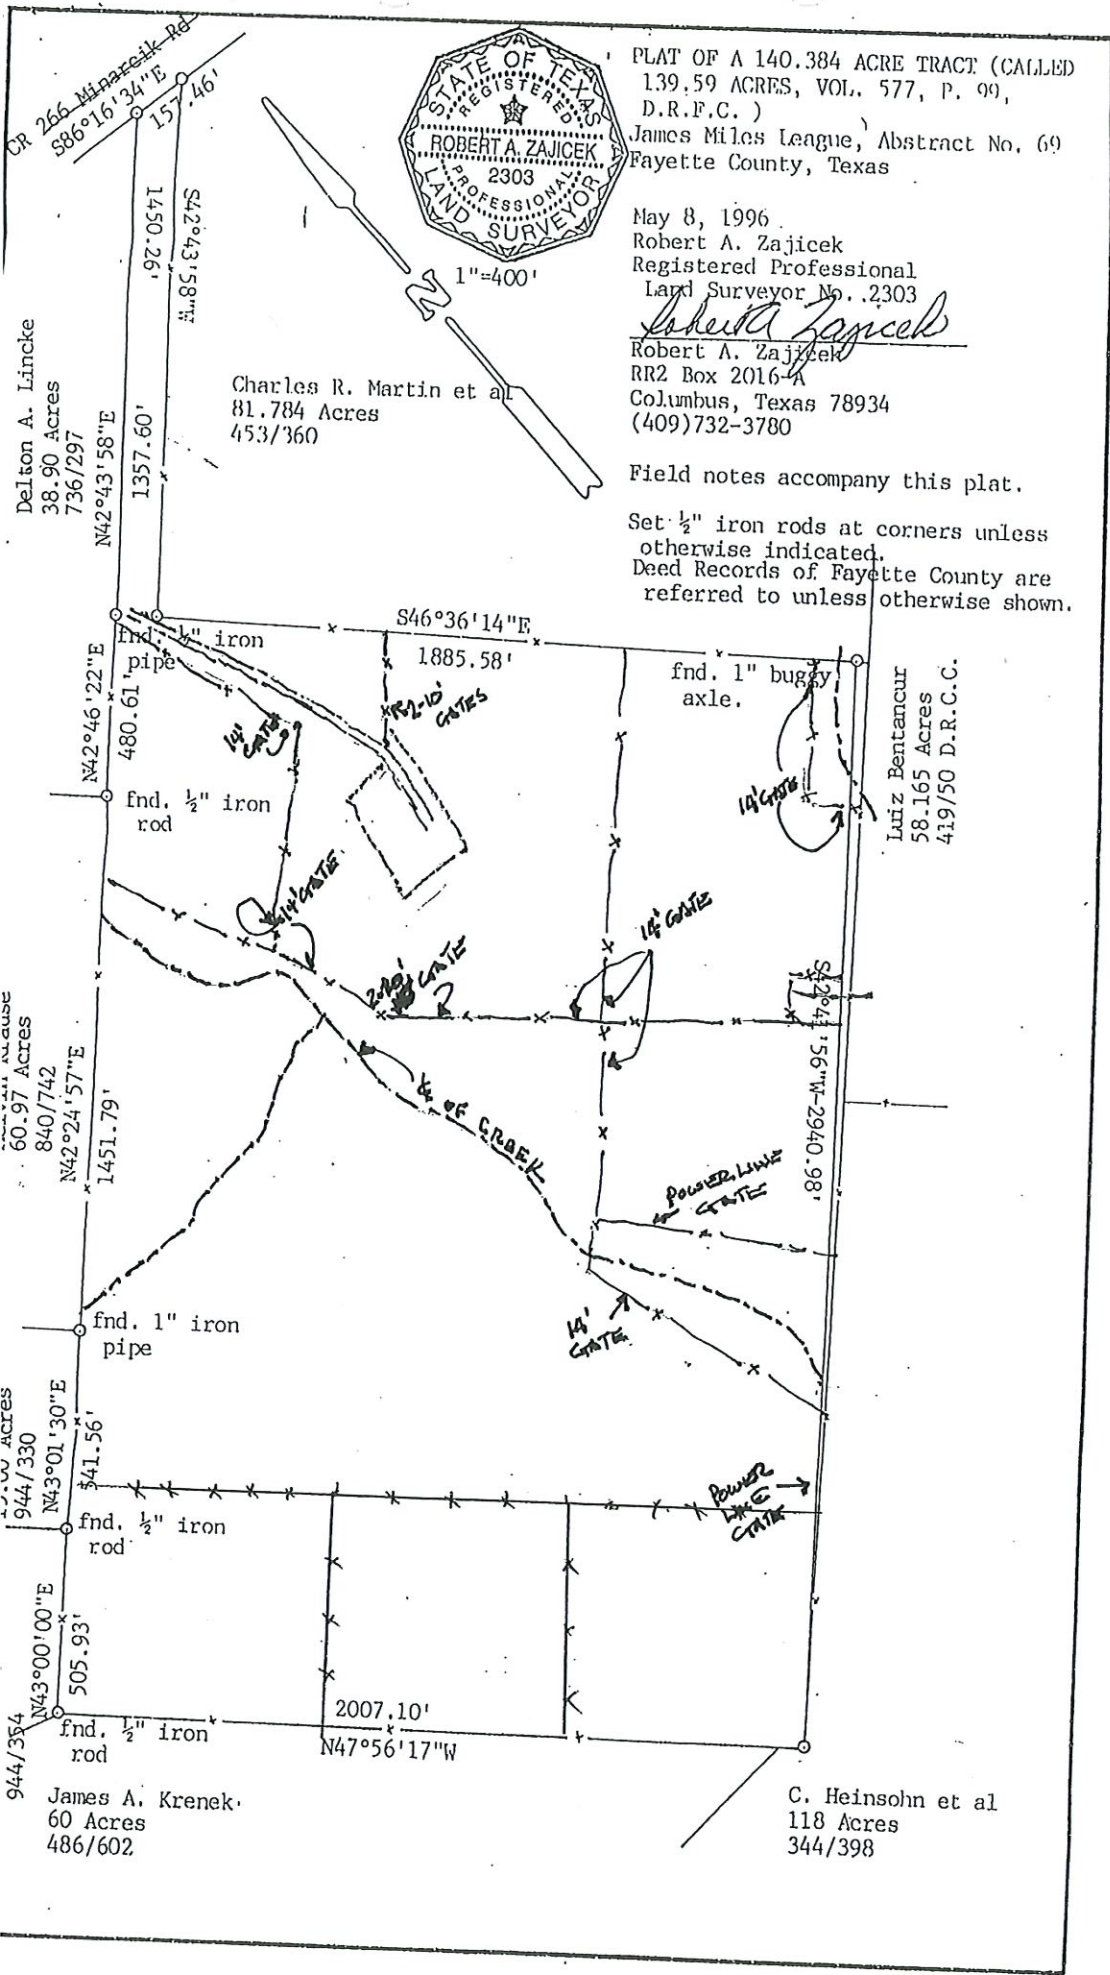 CR 266 Minarcik Rd
S86°16'34"E
157.46'
STATE OF TEXAS
REGISTERED
ROBERT A. ZAJICEK
2303
PROFESSIONAL
LAND SURVEYOR
1"=400'
N
PLAT OF A 140.384 ACRE TRACT (CALLED
139.59 ACRES, VOL. 577, P. 99,
D.R.F.C. )
James Miles League, Abstract No. 69
Fayette County, Texas
May 8, 1996
Robert A. Zajicek
Registered Professional
Land Surveyor No. 2303
Robert A Zajicek
Robert A. Zajicek
RR2 Box 2016-A
Columbus, Texas 78934
(409)732-3780
Field notes accompany this plat.
Set ½" iron rods at corners unless
otherwise indicated.
Deed Records of Fayette County are
referred to unless otherwise shown.
1450.26'
S42°43'58"W
Delton A. Lincke
38.90 Acres
736/297
N42°43'58"E
1357.60'
Charles R. Martin et al
81.784 Acres
453/360
S46°36'14"E
1885.58'
fnd. ½" iron
pipe
fnd. 1" buggy
axle.
N42°46'22"E
480.61'
14' GATE
2-10' GATES
14' GATE
Luiz Bentancur
58.165 Acres
419/50 D.R.C.C.
fnd. ½" iron
rod
14' GATE
14' GATE
GATE
S42°41'56"W-2940.98'
60.97 Acres
840/742
N42°24'57"E
1451.79'
℄ OF CREEK
POWER LINE
GATE
fnd. 1" iron
pipe
14'
GATE
Acres
944/330
N43°01'30"E
541.56'
POWER
LINE
GATE
fnd. ½" iron
rod
N43°00'00"E
505.93'
2007.10'
N47°56'17"W
fnd. ½" iron
rod
944/354
James A. Krenek
60 Acres
486/602
C. Heinsohn et al
118 Acres
344/398